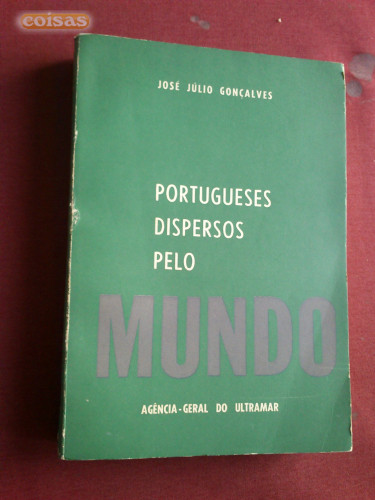 coisas
JOSÉ JÚLIO GONÇALVES
PORTUGUESES
DISPERSOS
PELO
MUNDO
AGÊNCIA-GERAL DO ULTRAMAR